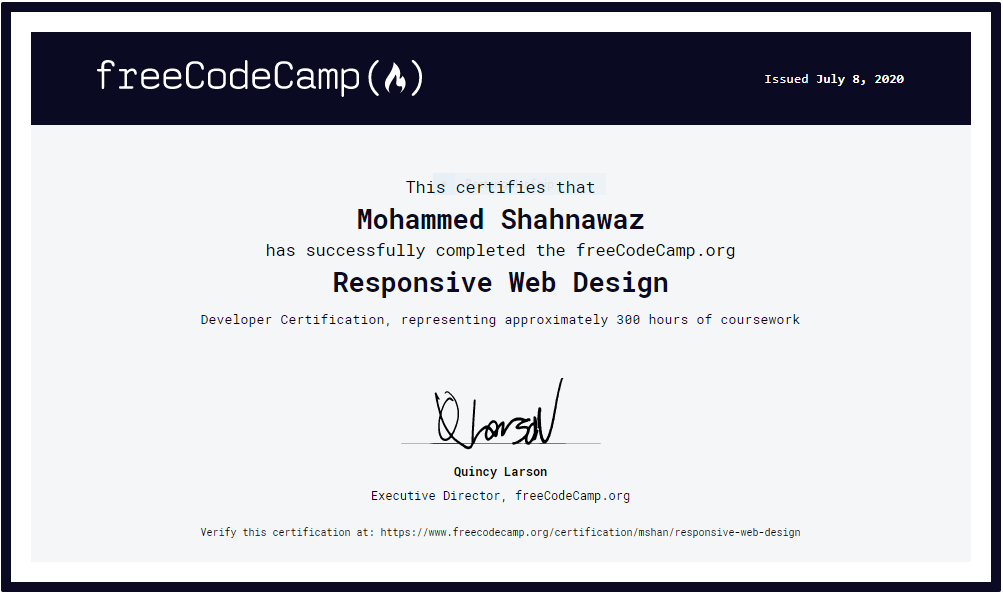 freeCodeCamp(🔥)
Issued July 8, 2020
This certifies that
Mohammed Shahnawaz
has successfully completed the freeCodeCamp.org
Responsive Web Design
Developer Certification, representing approximately 300 hours of coursework
QLarson
Quincy Larson
Executive Director, freeCodeCamp.org
Verify this certification at: https://www.freecodecamp.org/certification/mshan/responsive-web-design